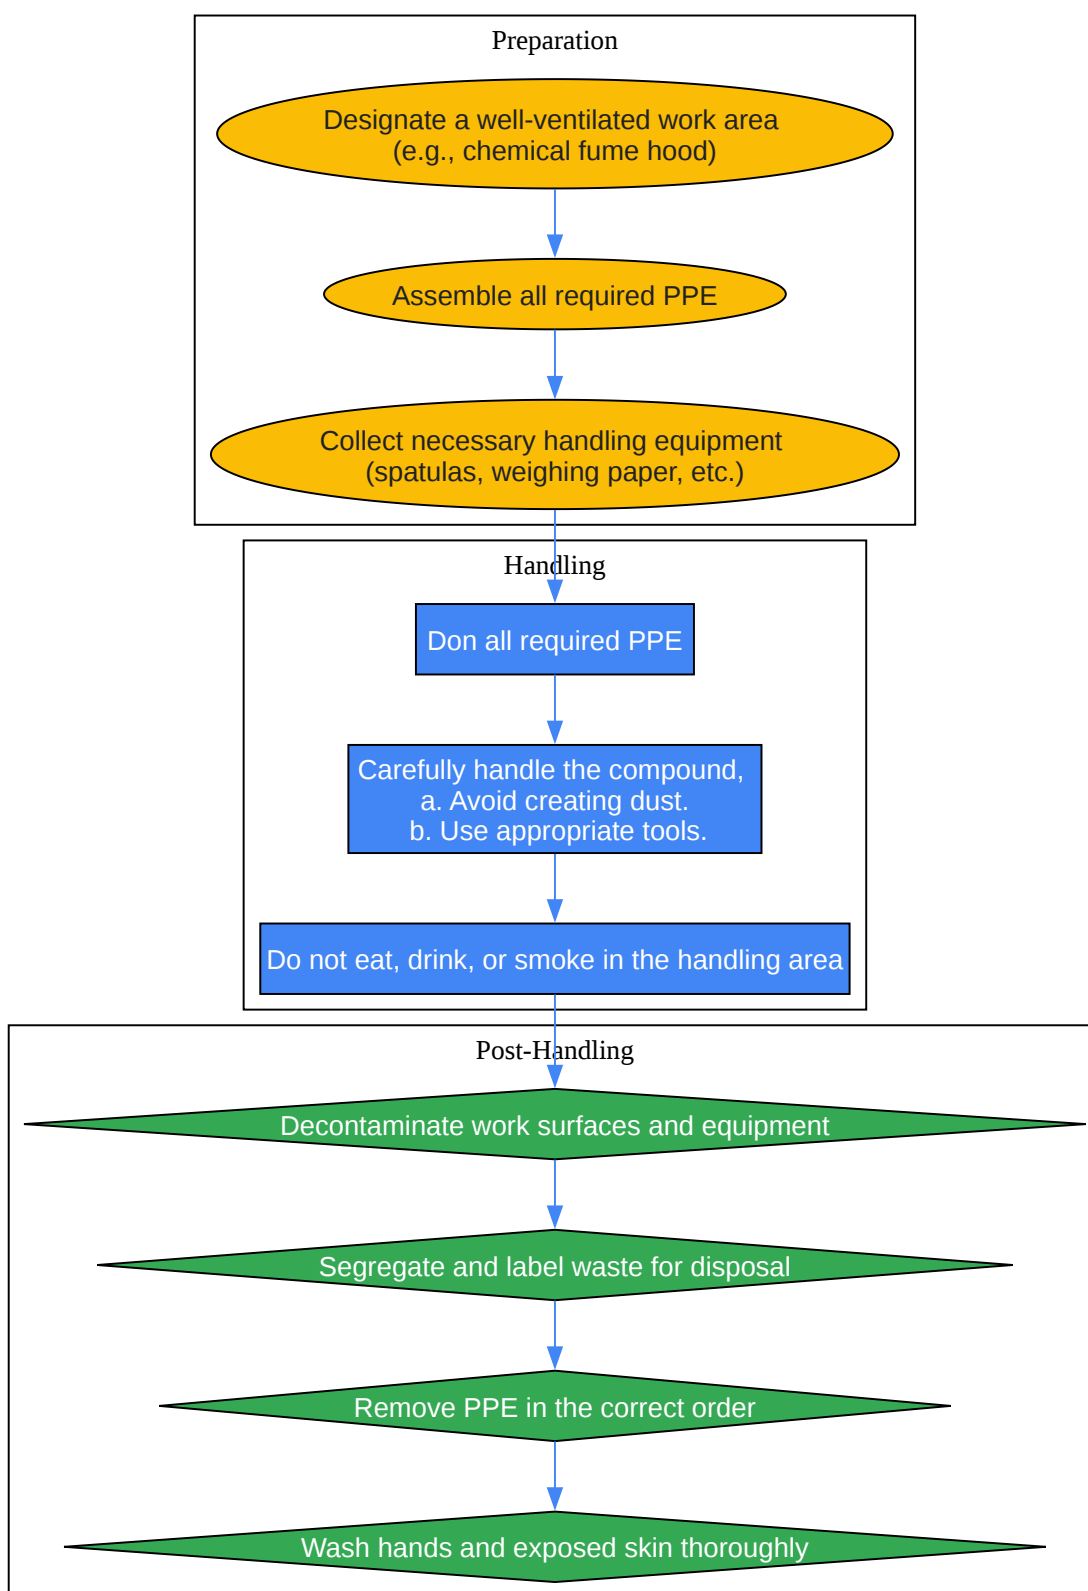 Preparation
Designate a well-ventilated work area
(e.g., chemical fume hood)
Assemble all required PPE
Collect necessary handling equipment
(spatulas, weighing paper, etc.)
Handling
Don all required PPE
Carefully handle the compound,
a. Avoid creating dust.
b. Use appropriate tools.
Do not eat, drink, or smoke in the handling area
Post-Handling
Decontaminate work surfaces and equipment
Segregate and label waste for disposal
Remove PPE in the correct order
Wash hands and exposed skin thoroughly